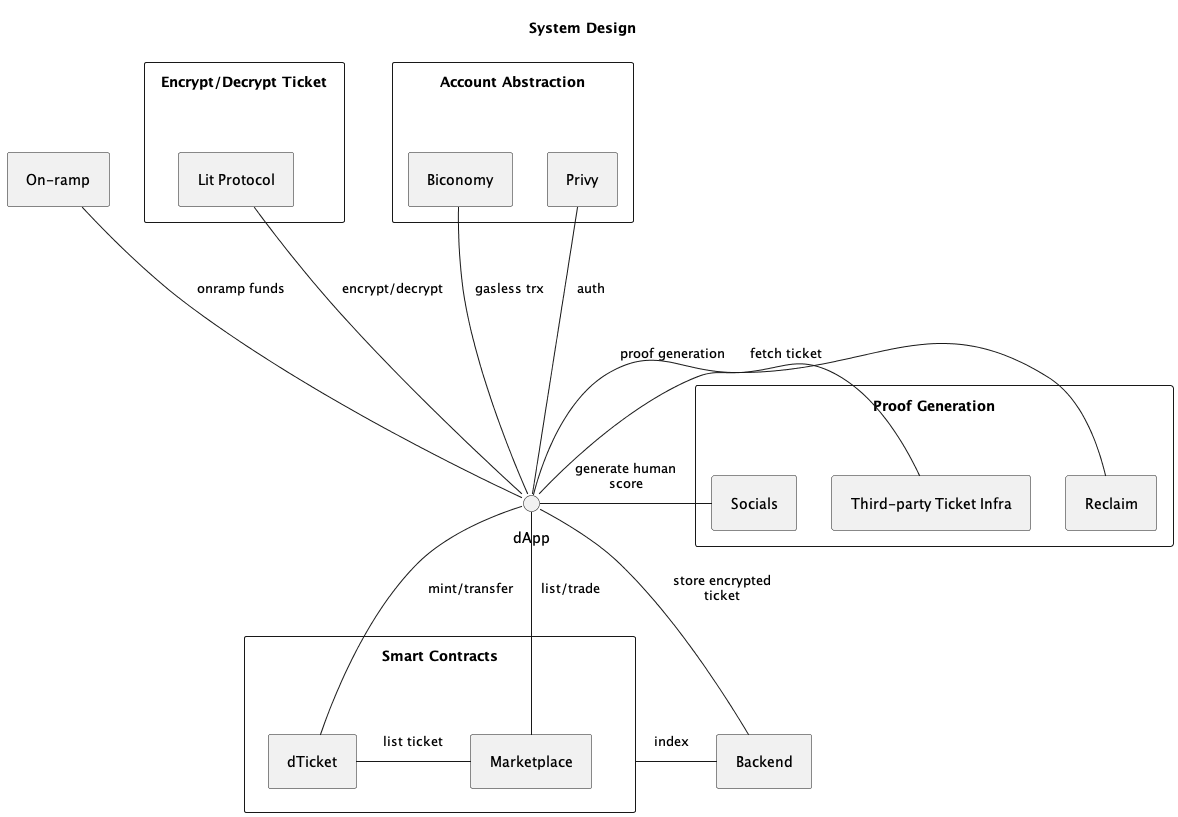 System Design
Encrypt/Decrypt Ticket
Account Abstraction
On-ramp
Lit Protocol
Biconomy
Privy
onramp funds
encrypt/decrypt
gasless trx
auth
proof generation
fetch ticket
Proof Generation
generate human
score
Socials
Third-party Ticket Infra
Reclaim
dApp
mint/transfer
list/trade
store encrypted
ticket
Smart Contracts
list ticket
index
dTicket
Marketplace
Backend